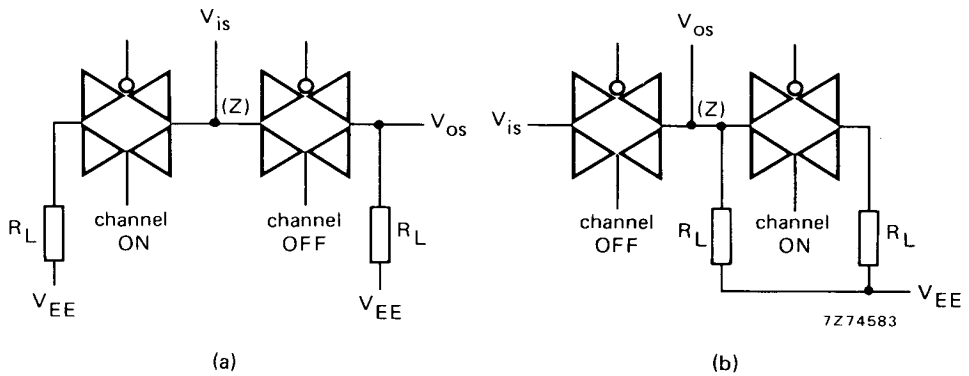 V_is
(Z)
V_os
channel
ON
channel
OFF
R_L
R_L
V_EE
V_EE
(a)
V_os
(Z)
V_is
channel
OFF
channel
ON
R_L
R_L
V_EE
7Z74583
(b)